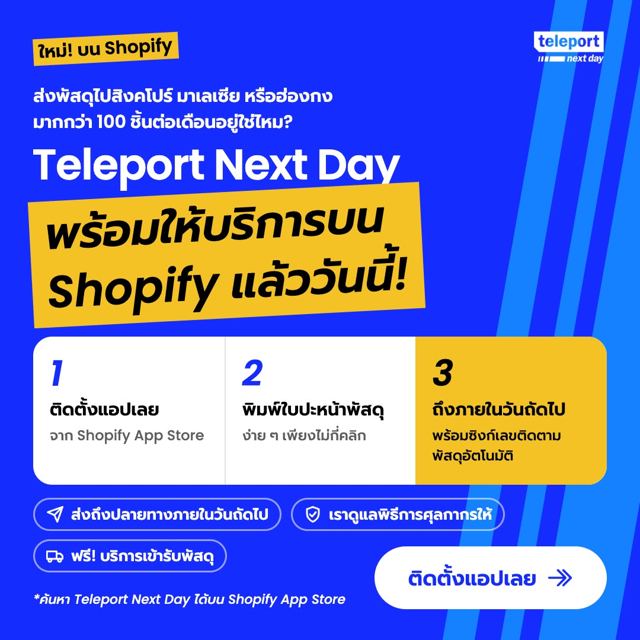 ใหม่! บน Shopify
teleport
next day
ส่งพัสดุไปสิงคโปร์ มาเลเซีย หรือฮ่องกง
มากกว่า 100 ชิ้นต่อเดือนอยู่ใช่ไหม?
Teleport Next Day
พร้อมให้บริการบน
Shopify แล้ววันนี้!
1
ติดตั้งแอปเลย
จาก Shopify App Store
2
พิมพ์ใบปะหน้าพัสดุ
ง่าย ๆ เพียงไม่กี่คลิก
3
ถึงภายในวันถัดไป
พร้อมซิงก์เลขติดตาม
พัสดุอัตโนมัติ
ส่งถึงปลายทางภายในวันถัดไป
เราดูแลพิธีการศุลกากรให้
ฟรี! บริการเข้ารับพัสดุ
ติดตั้งแอปเลย
*ค้นหา Teleport Next Day ได้บน Shopify App Store